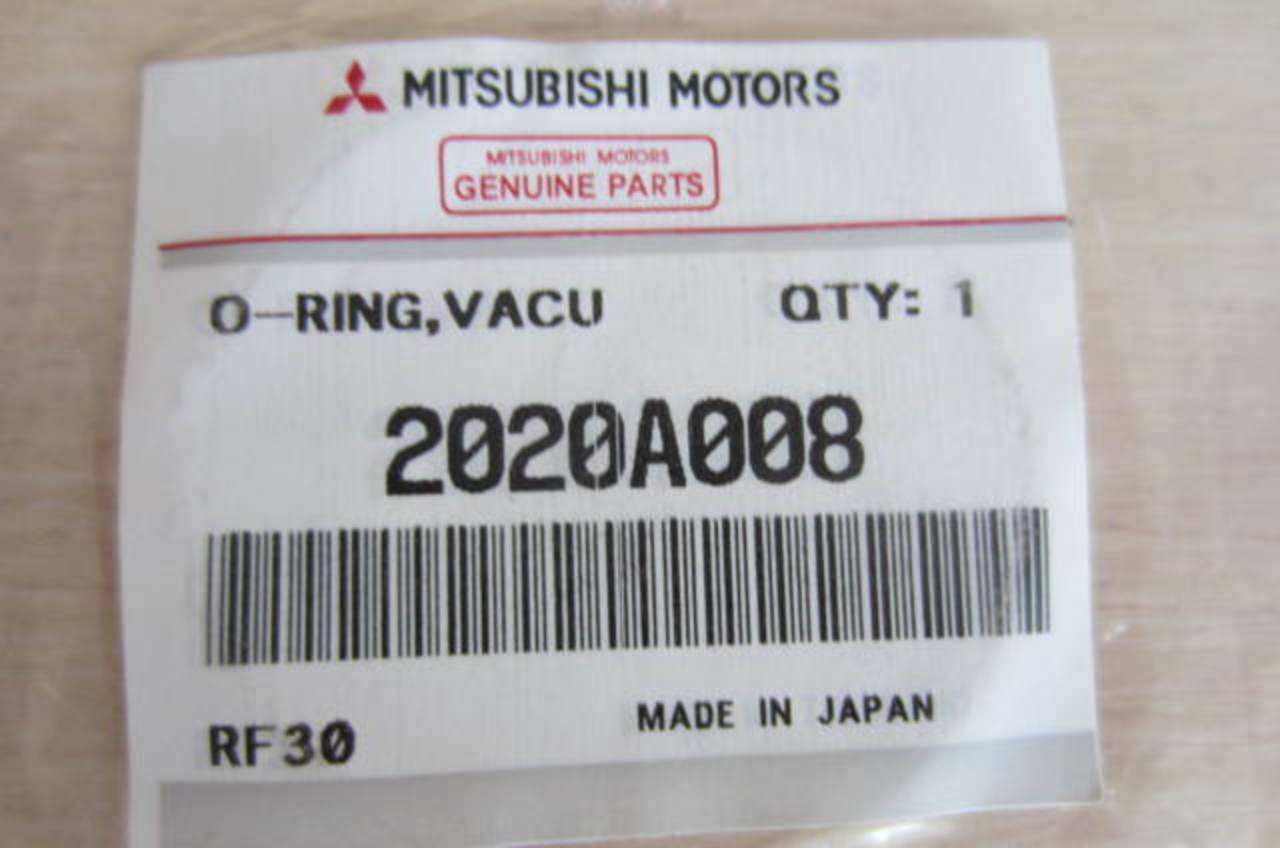 MITSUBISHI MOTORS
MITSUBISHI MOTORS
GENUINE PARTS
O-RING,VACU QTY: 1
2020A008
RF30 MADE IN JAPAN